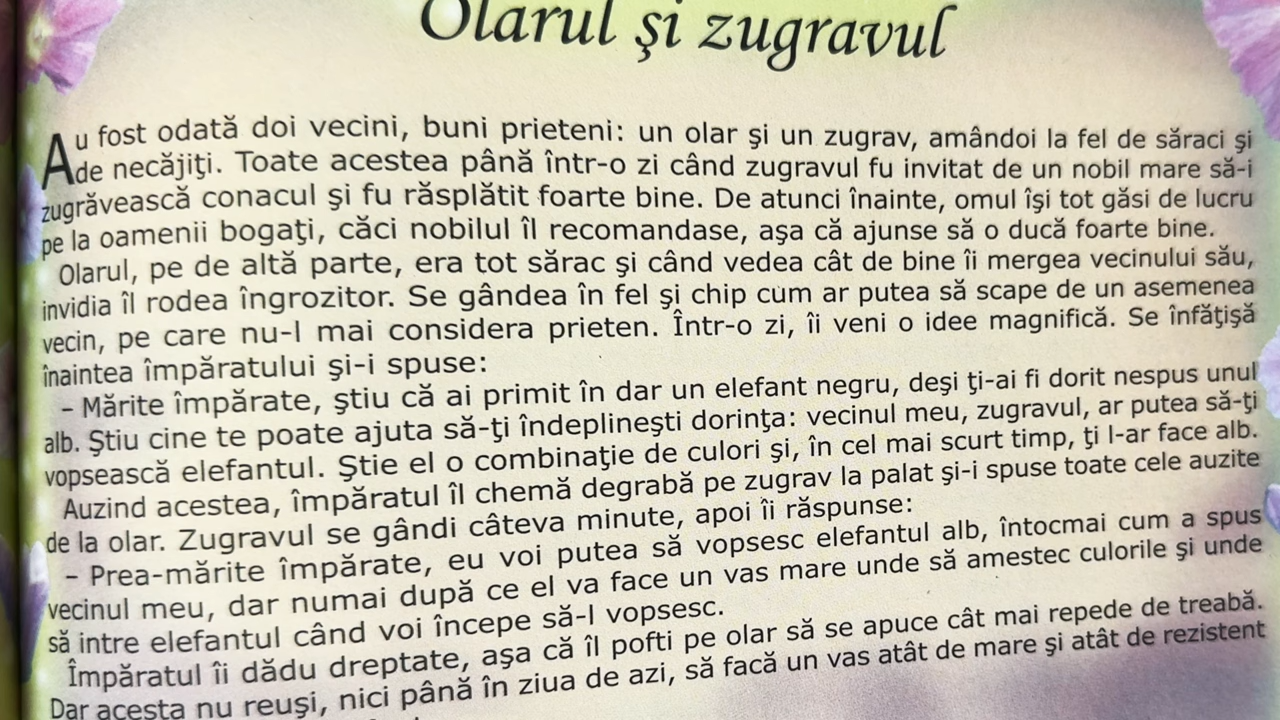 Olarul şi zugravul
Au fost odată doi vecini, buni prieteni: un olar şi un zugrav, amândoi la fel de săraci şi
de necăjiţi. Toate acestea până într-o zi când zugravul fu invitat de un nobil mare să-i
zugrăvească conacul şi fu răsplătit foarte bine. De atunci înainte, omul îşi tot găsi de lucru
pe la oamenii bogaţi, căci nobilul îl recomandase, aşa că ajunse să o ducă foarte bine.
Olarul, pe de altă parte, era tot sărac şi când vedea cât de bine îi mergea vecinului său,
invidia îl rodea îngrozitor. Se gândea în fel şi chip cum ar putea să scape de un asemenea
vecin, pe care nu-l mai considera prieten. Într-o zi, îi veni o idee magnifică. Se înfăţişă
înaintea împăratului şi-i spuse:
– Mărite împărate, ştiu că ai primit în dar un elefant negru, deşi ţi-ai fi dorit nespus unul
alb. Ştiu cine te poate ajuta să-ţi îndeplineşti dorinţa: vecinul meu, zugravul, ar putea să-ţi
vopsească elefantul. Ştie el o combinaţie de culori şi, în cel mai scurt timp, ţi l-ar face alb.
Auzind acestea, împăratul îl chemă degrabă pe zugrav la palat şi-i spuse toate cele auzite
de la olar. Zugravul se gândi câteva minute, apoi îi răspunse:
– Prea-mărite împărate, eu voi putea să vopsesc elefantul alb, întocmai cum a spus
vecinul meu, dar numai după ce el va face un vas mare unde să amestec culorile şi unde
să intre elefantul când voi începe să-l vopsesc.
Împăratul îi dădu dreptate, aşa că îl pofti pe olar să se apuce cât mai repede de treabă.
Dar acesta nu reuşi, nici până în ziua de azi, să facă un vas atât de mare şi atât de rezistent